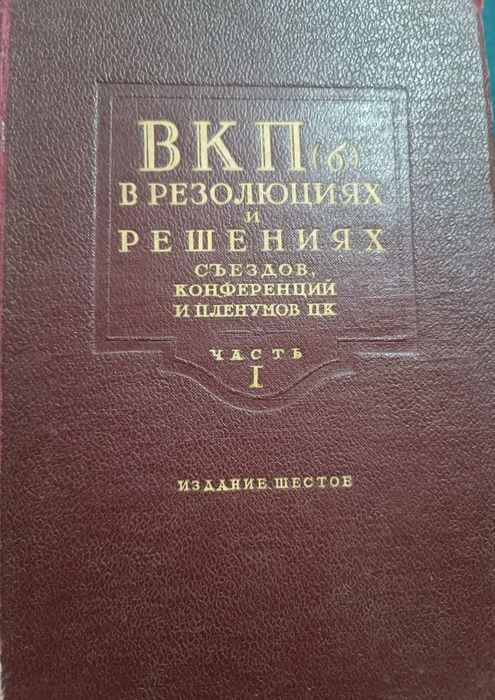 ВКП(б)
В РЕЗОЛЮЦИЯХ
И
РЕШЕНИЯХ
СЪЕЗДОВ,
КОНФЕРЕНЦИЙ
И ПЛЕНУМОВ ЦК
ЧАСТЬ
I
ИЗДАНИЕ ШЕСТОЕ